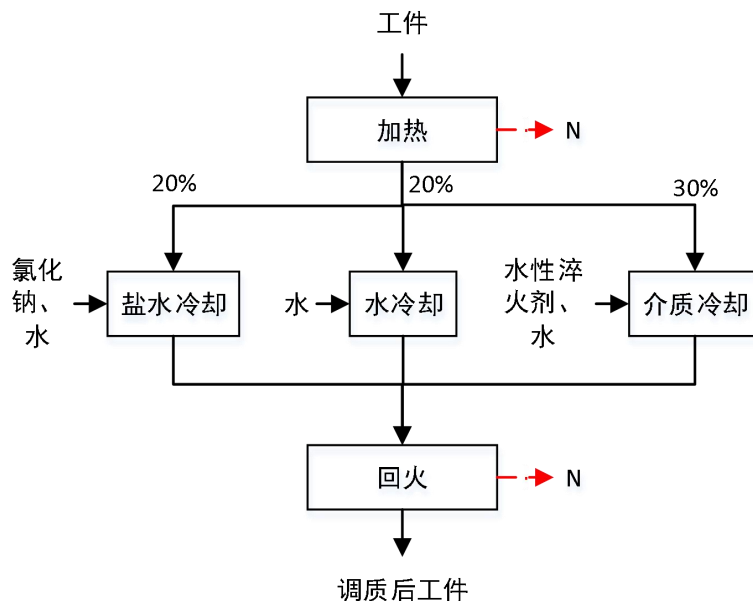 工件
加热
N
20%
20%
30%
氯化
钠、
水
盐水冷却
水
水冷却
水性淬
火剂、
水
介质冷却
回火
N
调质后工件